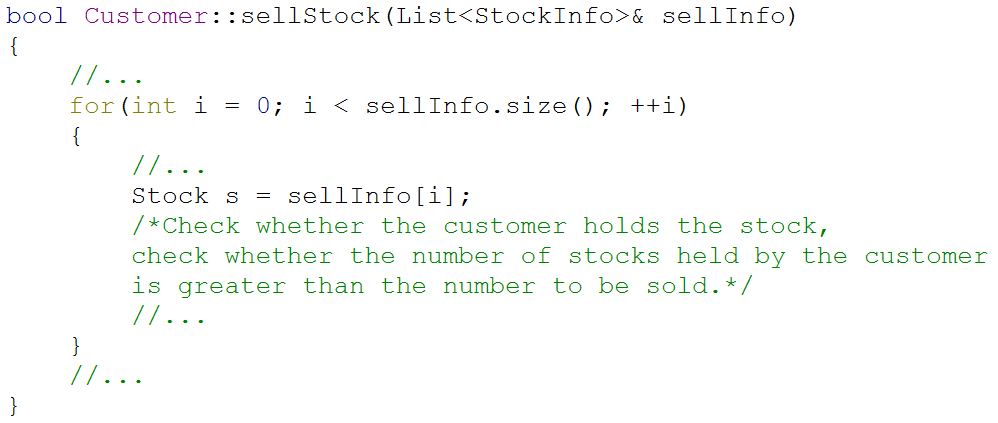 bool Customer::sellStock(List<StockInfo>& sellInfo)
{
    //...
    for(int i = 0; i < sellInfo.size(); ++i)
    {
        //...
        Stock s = sellInfo[i];
        /*Check whether the customer holds the stock,
        check whether the number of stocks held by the customer
        is greater than the number to be sold.*/
        //...
    }
    //...
}